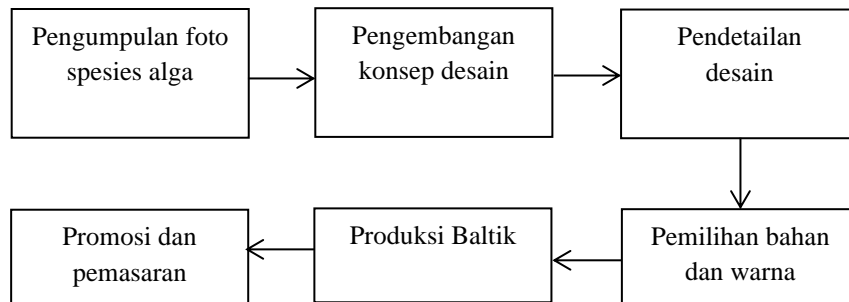 Pengumpulan foto
spesies alga
Pengembangan
konsep desain
Pendetailan
desain
Pemilihan bahan
dan warna
Produksi Baltik
Promosi dan
pemasaran